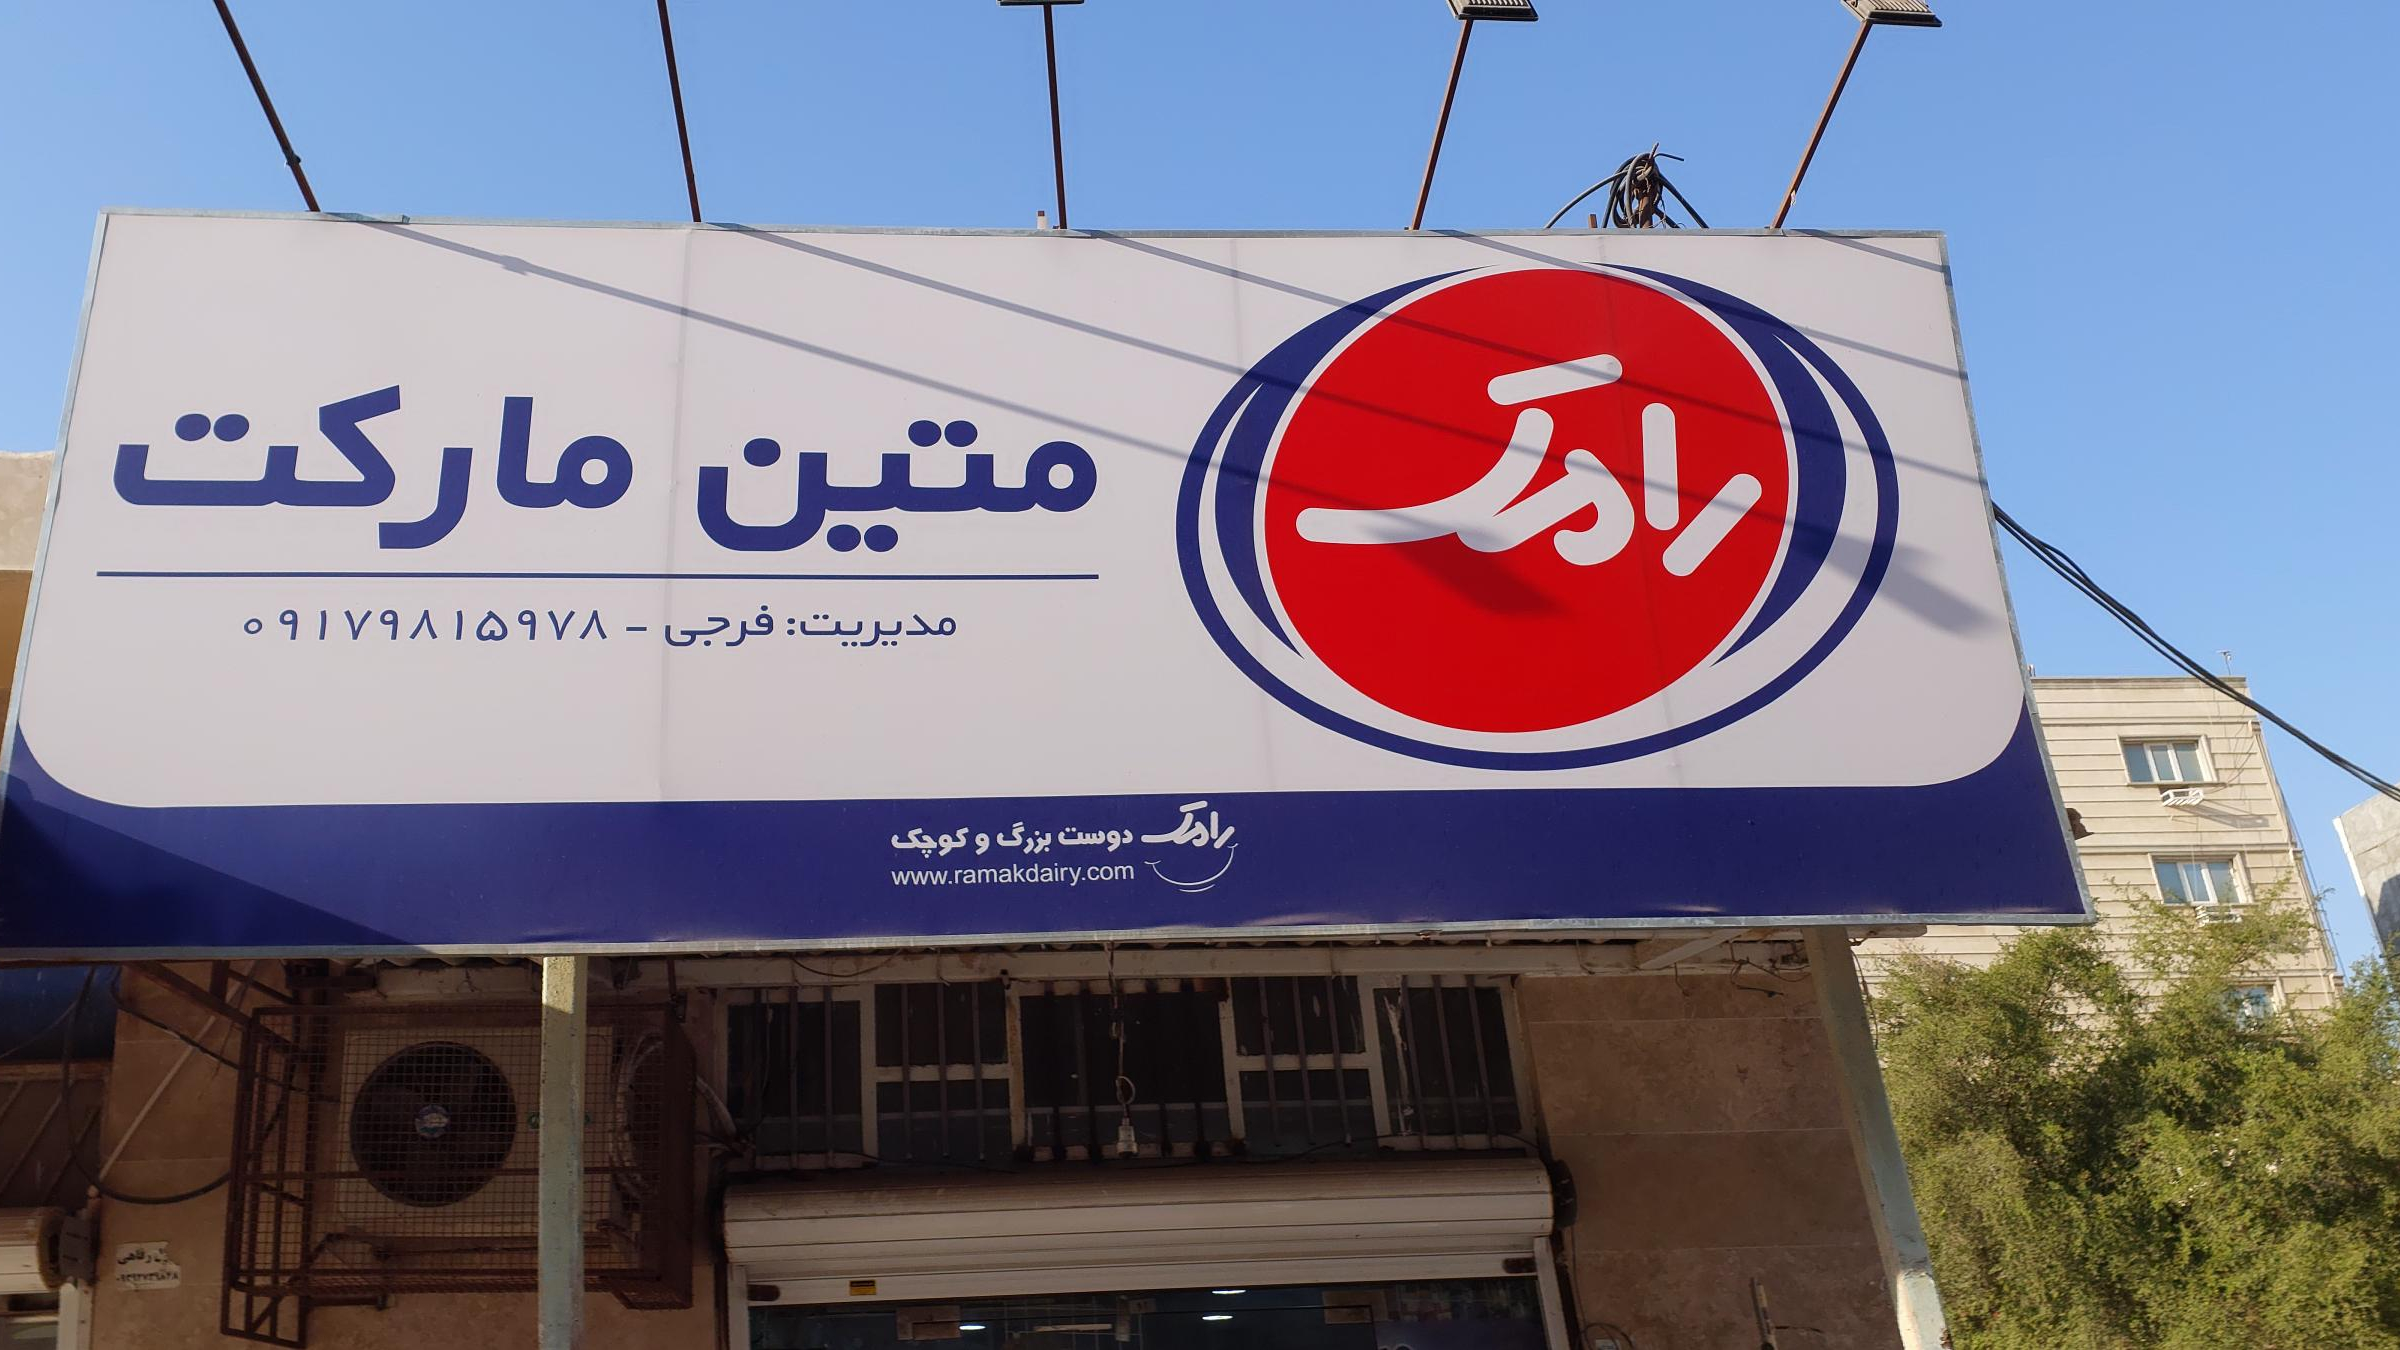 رامک
متین مارکت
مدیریت: فرجی - ۰۹۱۷۹۸۱۵۹۷۸
رامک دوست بزرگ و کوچک
www.ramakdairy.com